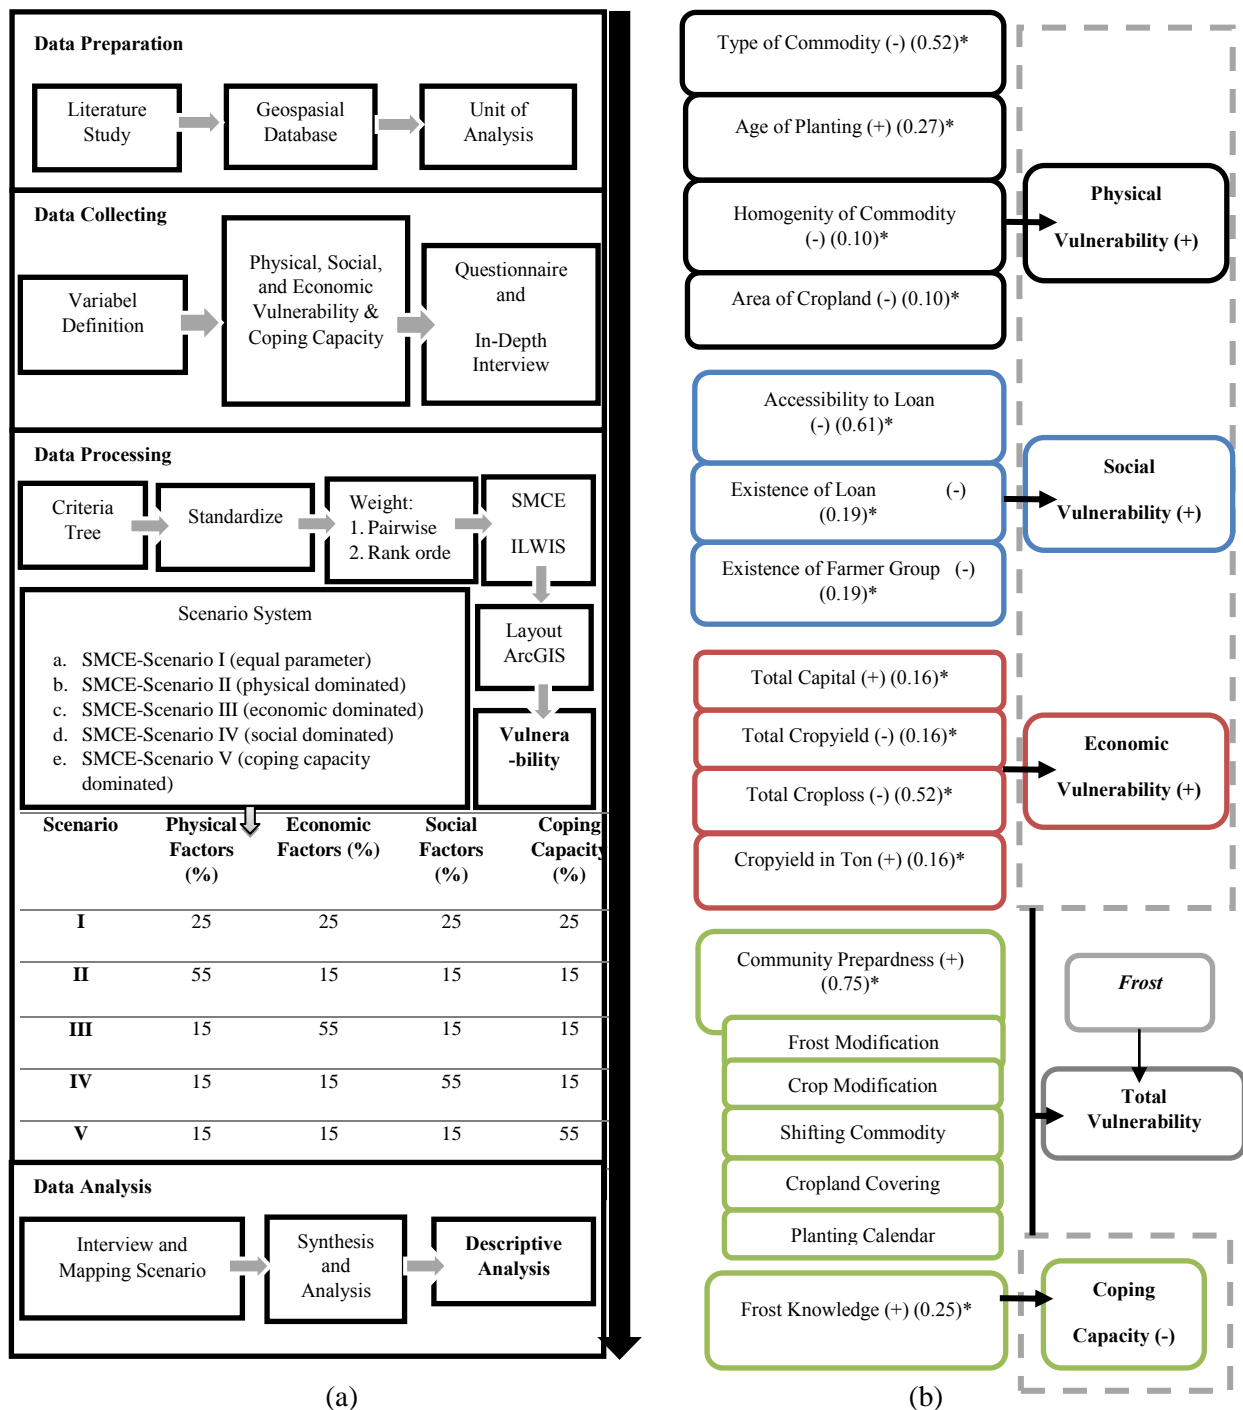 Data Preparation
Literature
Study
Geospasial
Database
Unit of
Analysis
Data Collecting
Variabel
Definition
Physical, Social,
and Economic
Vulnerability &
Coping Capacity
Questionnaire
and
In-Depth
Interview
Data Processing
Criteria
Tree
Standardize
Weight:
1. Pairwise
2. Rank orde
SMCE
ILWIS
Scenario System
a. SMCE-Scenario I (equal parameter)
b. SMCE-Scenario II (physical dominated)
c. SMCE-Scenario III (economic dominated)
d. SMCE-Scenario IV (social dominated)
e. SMCE-Scenario V (coping capacity
dominated)
Layout
ArcGIS
Vulnera
-bility
Scenario Physical Economic Social Coping
Factors Factors (%) Factors Capacity
(%) (%) (%)
I 25 25 25 25
II 55 15 15 15
III 15 55 15 15
IV 15 15 55 15
V 15 15 15 55
Data Analysis
Interview and
Mapping Scenario
Synthesis
and
Analysis
Descriptive
Analysis
(a)
Type of Commodity (-) (0.52)*
Age of Planting (+) (0.27)*
Homogenity of Commodity
(-) (0.10)*
Area of Cropland (-) (0.10)*
Physical
Vulnerability (+)
Accessibility to Loan
(-) (0.61)*
Existence of Loan (-)
(0.19)*
Existence of Farmer Group (-)
(0.19)*
Social
Vulnerability (+)
Total Capital (+) (0.16)*
Total Cropyield (-) (0.16)*
Total Croploss (-) (0.52)*
Cropyield in Ton (+) (0.16)*
Economic
Vulnerability (+)
Community Prepardness (+)
(0.75)*
Frost Modification
Crop Modification
Shifting Commodity
Cropland Covering
Planting Calendar
Frost Knowledge (+) (0.25)*
Frost
Total
Vulnerability
Coping
Capacity (-)
(b)